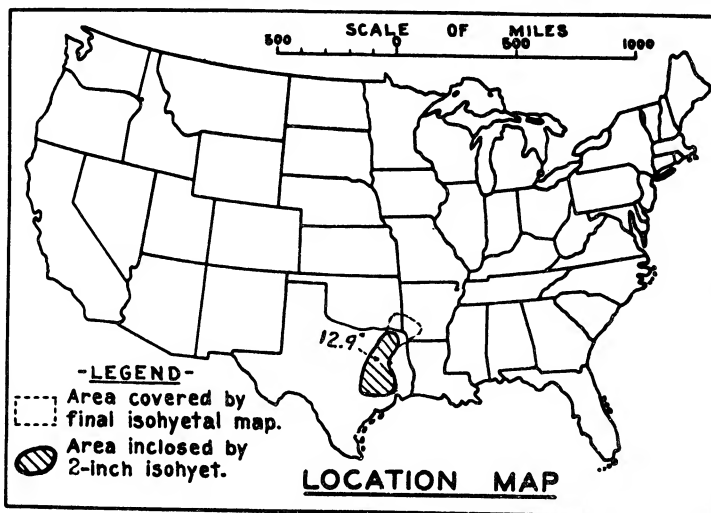 SCALE OF MILES
500 0 500 1000
12.9"
-LEGEND-
Area covered by
final isohyetal map.
Area inclosed by
2-inch isohyet.
LOCATION MAP